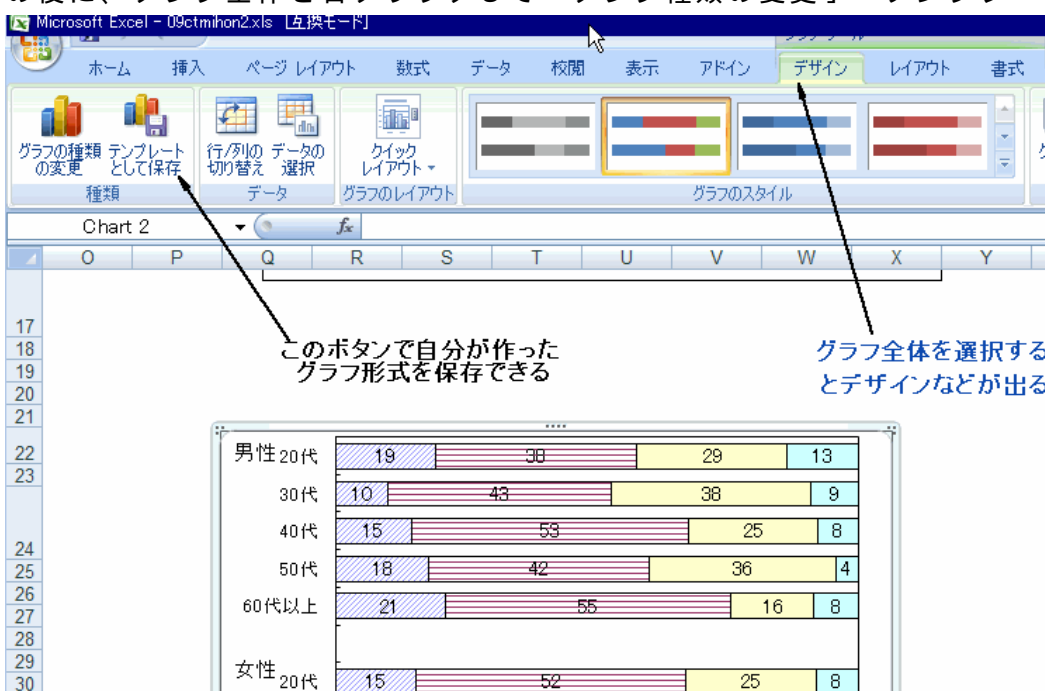 Microsoft Excel - 09ctmihon2.xls [互換モード]
ホーム 挿入 ページ レイアウト 数式 データ 校閲 表示 アドイン デザイン レイアウト 書式
グラフの種類の変更 テンプレートとして保存 行/列の切り替え データの選択 クイックレイアウト
種類 データ グラフのレイアウト グラフのスタイル
Chart 2 fx
O P Q R S T U V W X Y
17
18
19
20
21
22
23
24
25
26
27
28
29
30
このボタンで自分が作った
グラフ形式を保存できる
グラフ全体を選択する
とデザインなどが出る
男性20代 19 38 29 13
30代 10 43 38 9
40代 15 53 25 8
50代 18 42 36 4
60代以上 21 55 16 8
女性20代 15 52 25 8